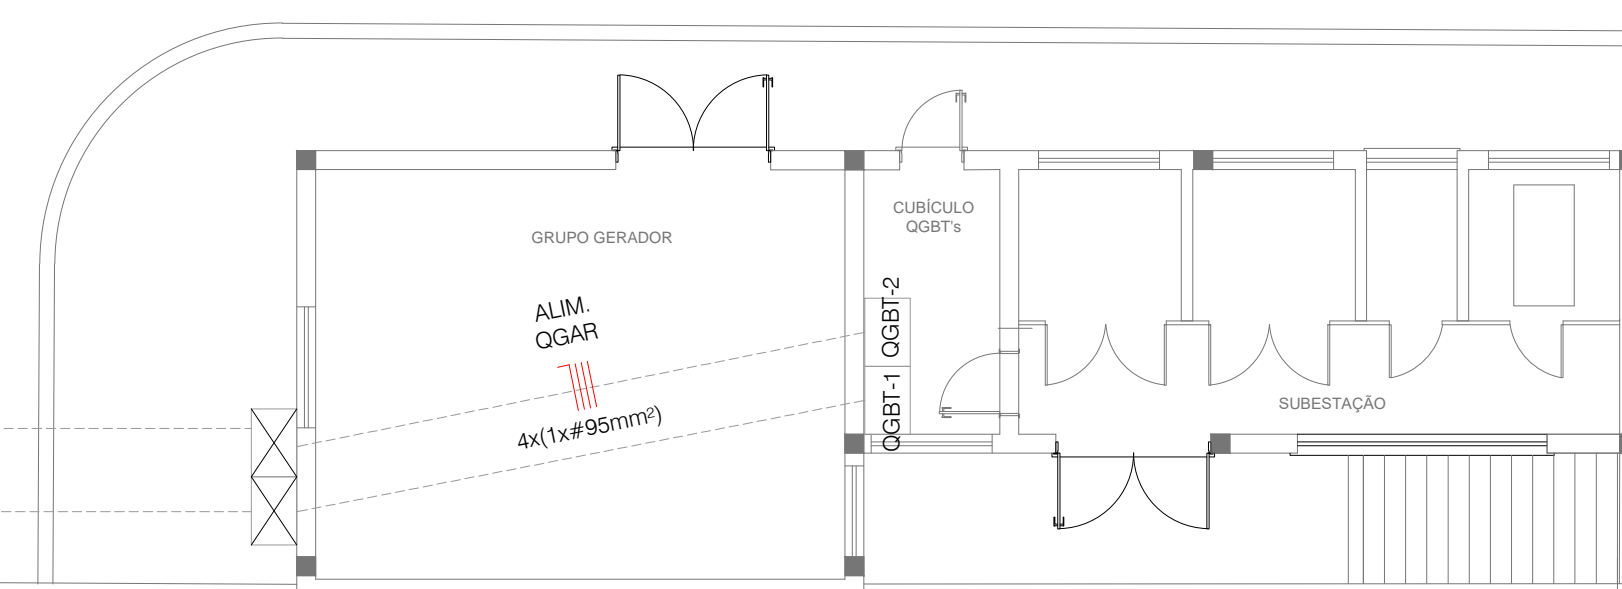 CUBÍCULO
QGBT's
GRUPO GERADOR
ALIM.
QGAR
4x(1x#95mm²)
QGBT-2
QGBT-1
SUBESTAÇÃO